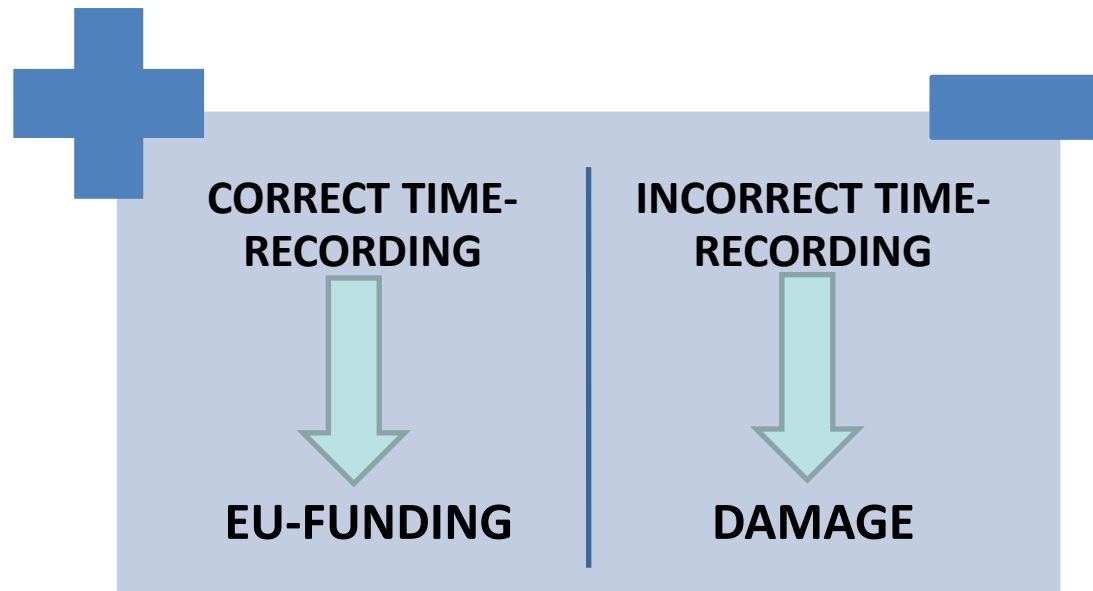 CORRECT TIME-
RECORDING
EU-FUNDING
INCORRECT TIME-
RECORDING
DAMAGE